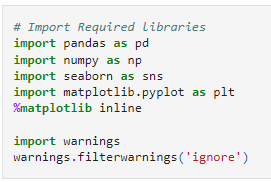 # Import Required libraries
import pandas as pd
import numpy as np
import seaborn as sns
import matplotlib.pyplot as plt
%matplotlib inline
import warnings
warnings.filterwarnings('ignore')